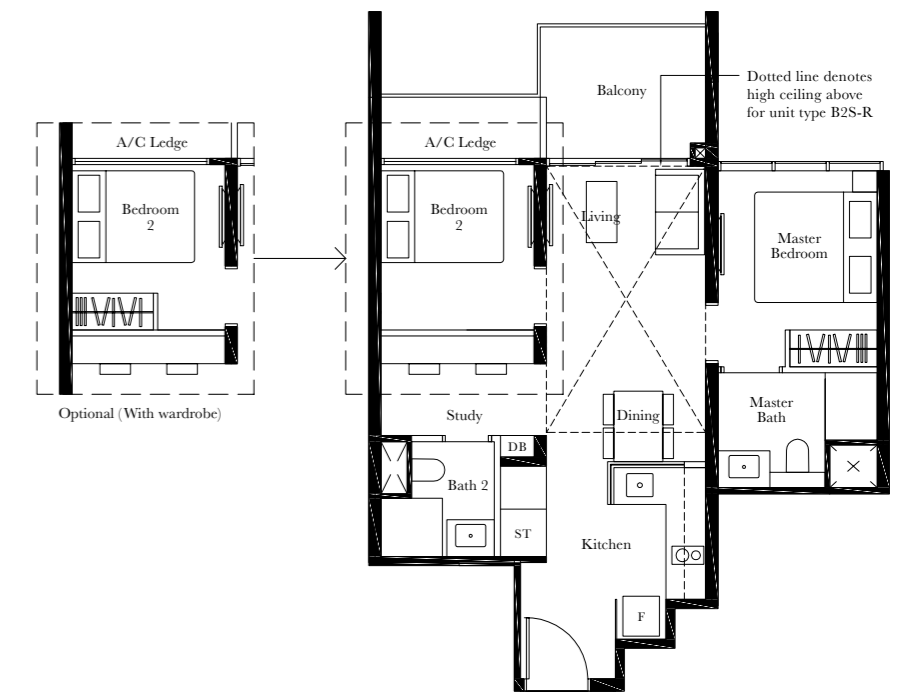 A/C Ledge
Bedroom
2
Optional (With wardrobe)
Balcony
Dotted line denotes
high ceiling above
for unit type B2S-R
A/C Ledge
Bedroom
2
Living
Master
Bedroom
Study
Dining
Master
Bath
DB
Bath 2
ST
Kitchen
F